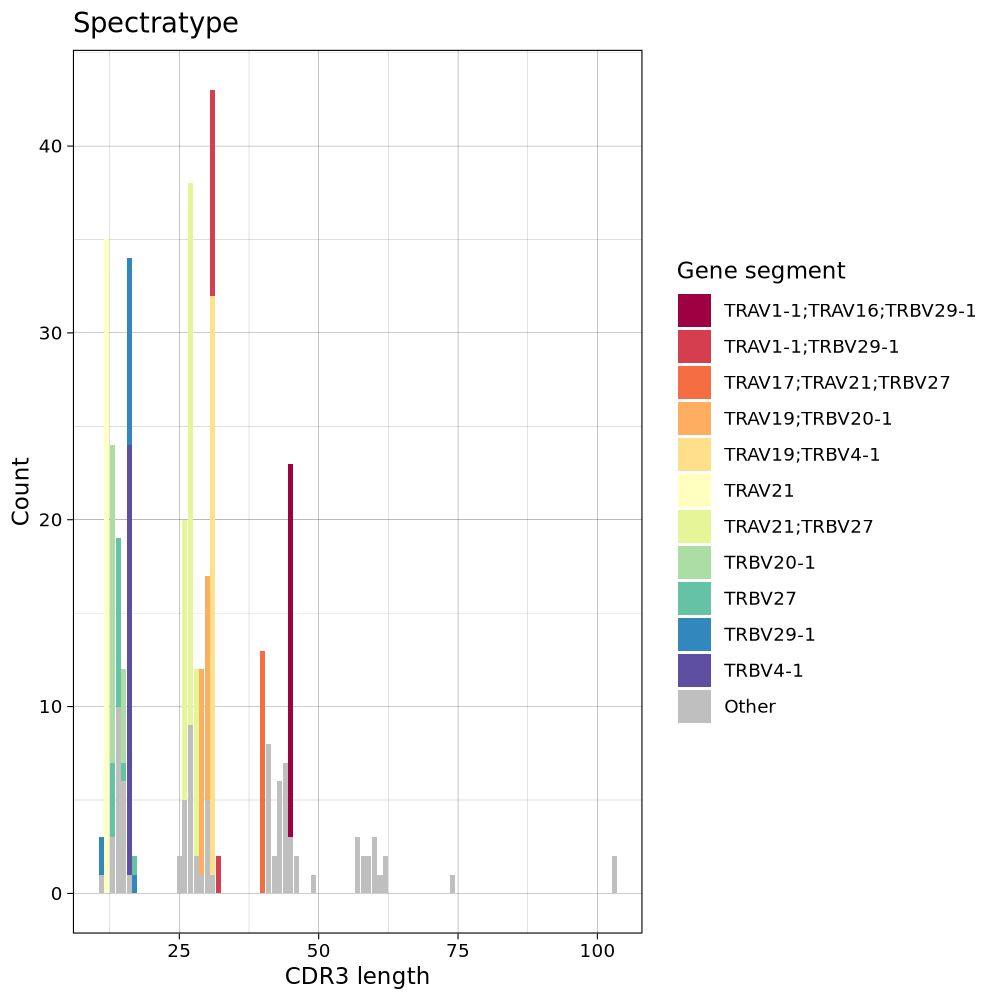 Spectratype
Count
40
30
20
10
0
25 50 75 100
CDR3 length
Gene segment
TRAV1-1;TRAV16;TRBV29-1
TRAV1-1;TRBV29-1
TRAV17;TRAV21;TRBV27
TRAV19;TRBV20-1
TRAV19;TRBV4-1
TRAV21
TRAV21;TRBV27
TRBV20-1
TRBV27
TRBV29-1
TRBV4-1
Other